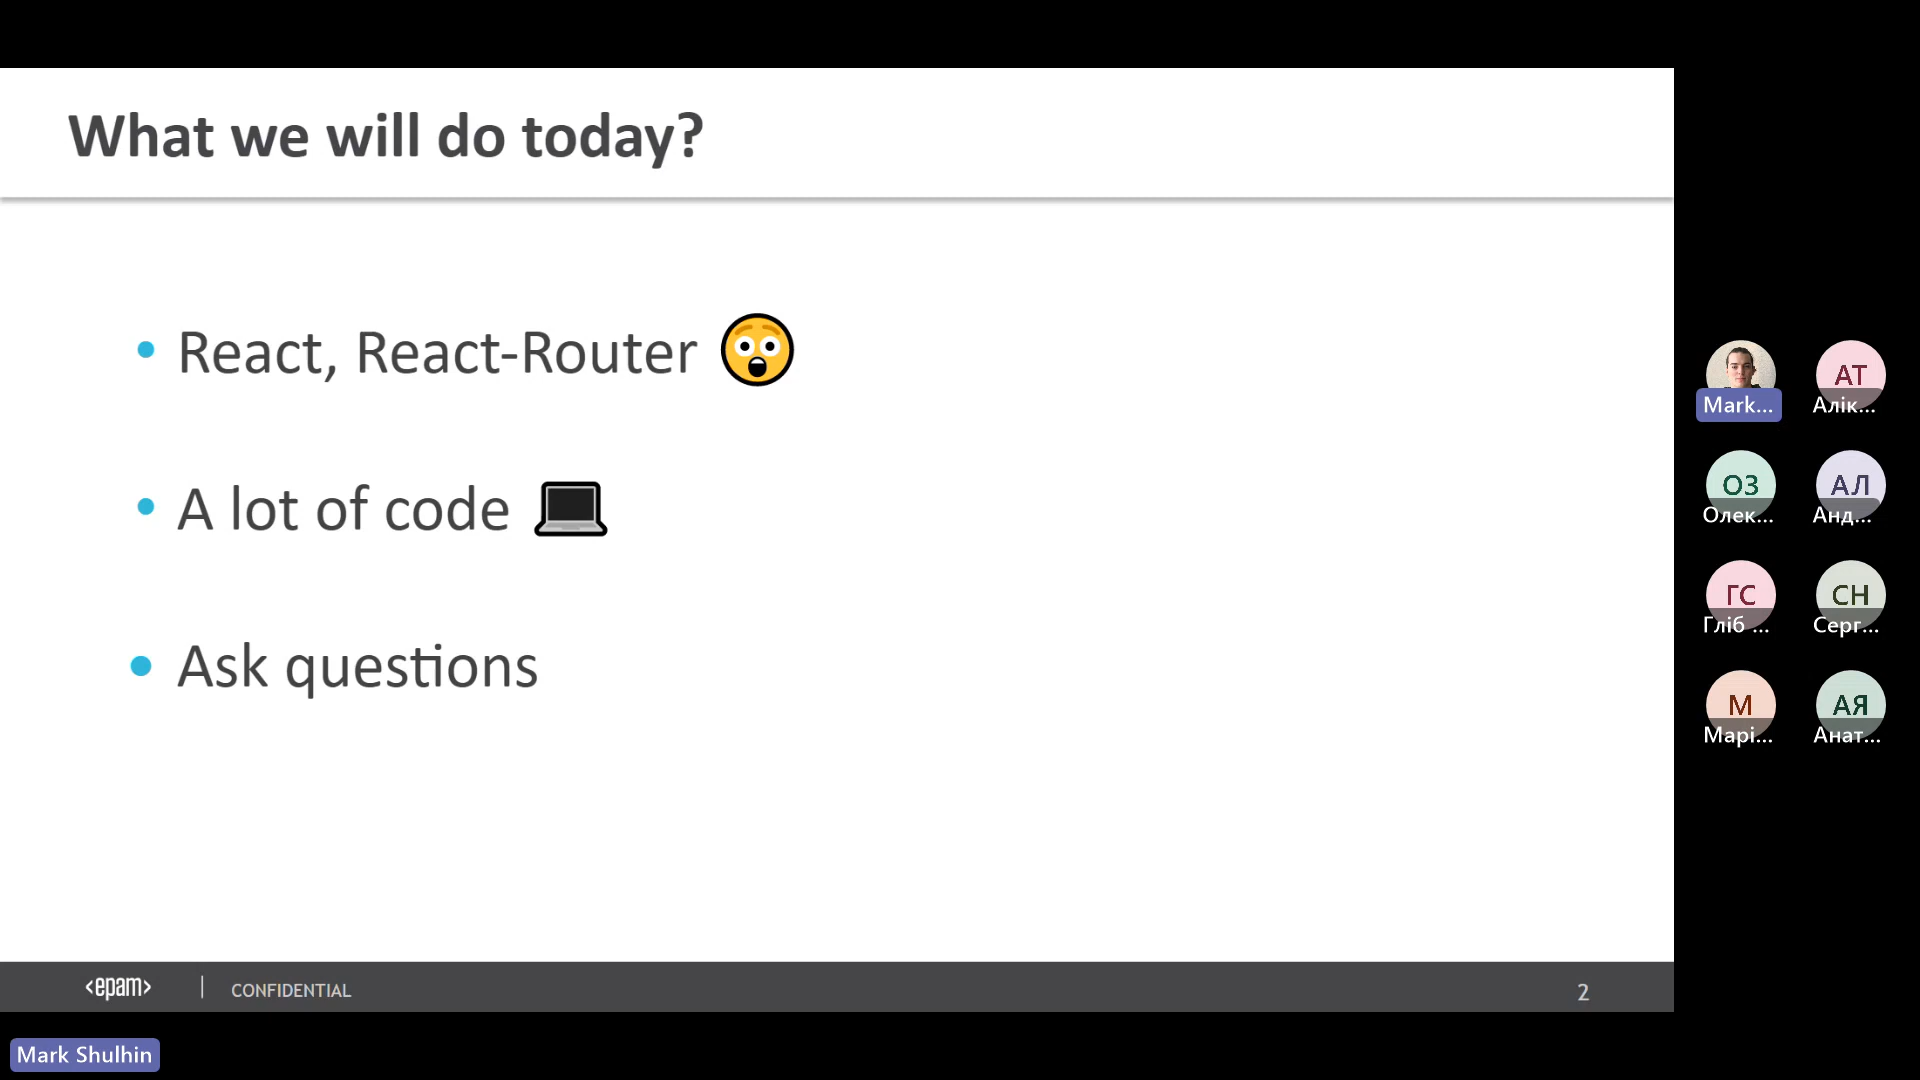 What we will do today?
• React, React-Router 😲
• A lot of code 💻
• Ask questions
<epam> | CONFIDENTIAL
2
Mark Shulhin
Mark...
АТ
Алік...
ОЗ
Олек...
АЛ
Анд...
ГС
Гліб ...
СН
Серг...
М
Марі...
АЯ
Анат...